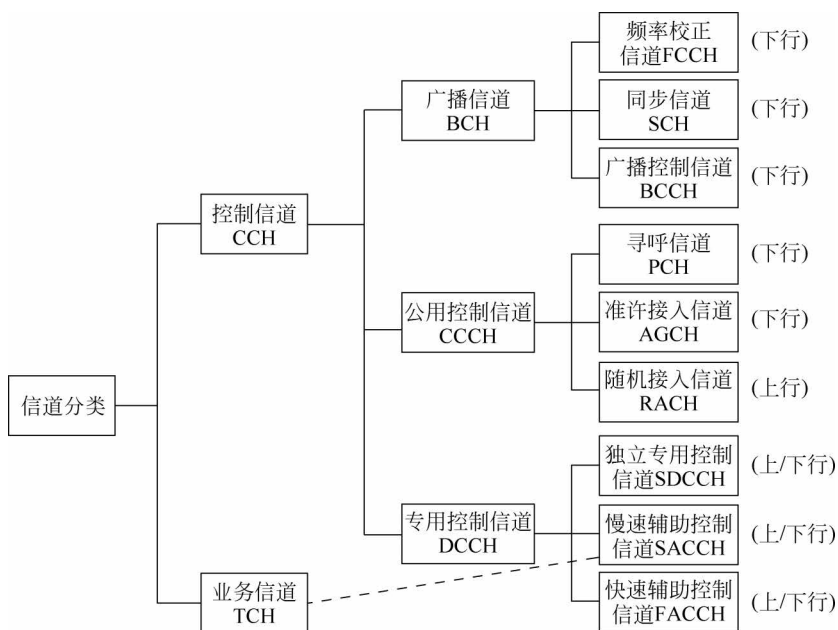 频率校正
信道FCCH
(下行)
广播信道
BCH
同步信道
SCH
(下行)
广播控制信道
BCCH
(下行)
控制信道
CCH
寻呼信道
PCH
(下行)
公用控制信道
CCCH
准许接入信道
AGCH
(下行)
信道分类
随机接入信道
RACH
(上行)
独立专用控制
信道SDCCH
(上/下行)
专用控制信道
DCCH
慢速辅助控制
信道SACCH
(上/下行)
业务信道
TCH
快速辅助控制
信道FACCH
(上/下行)